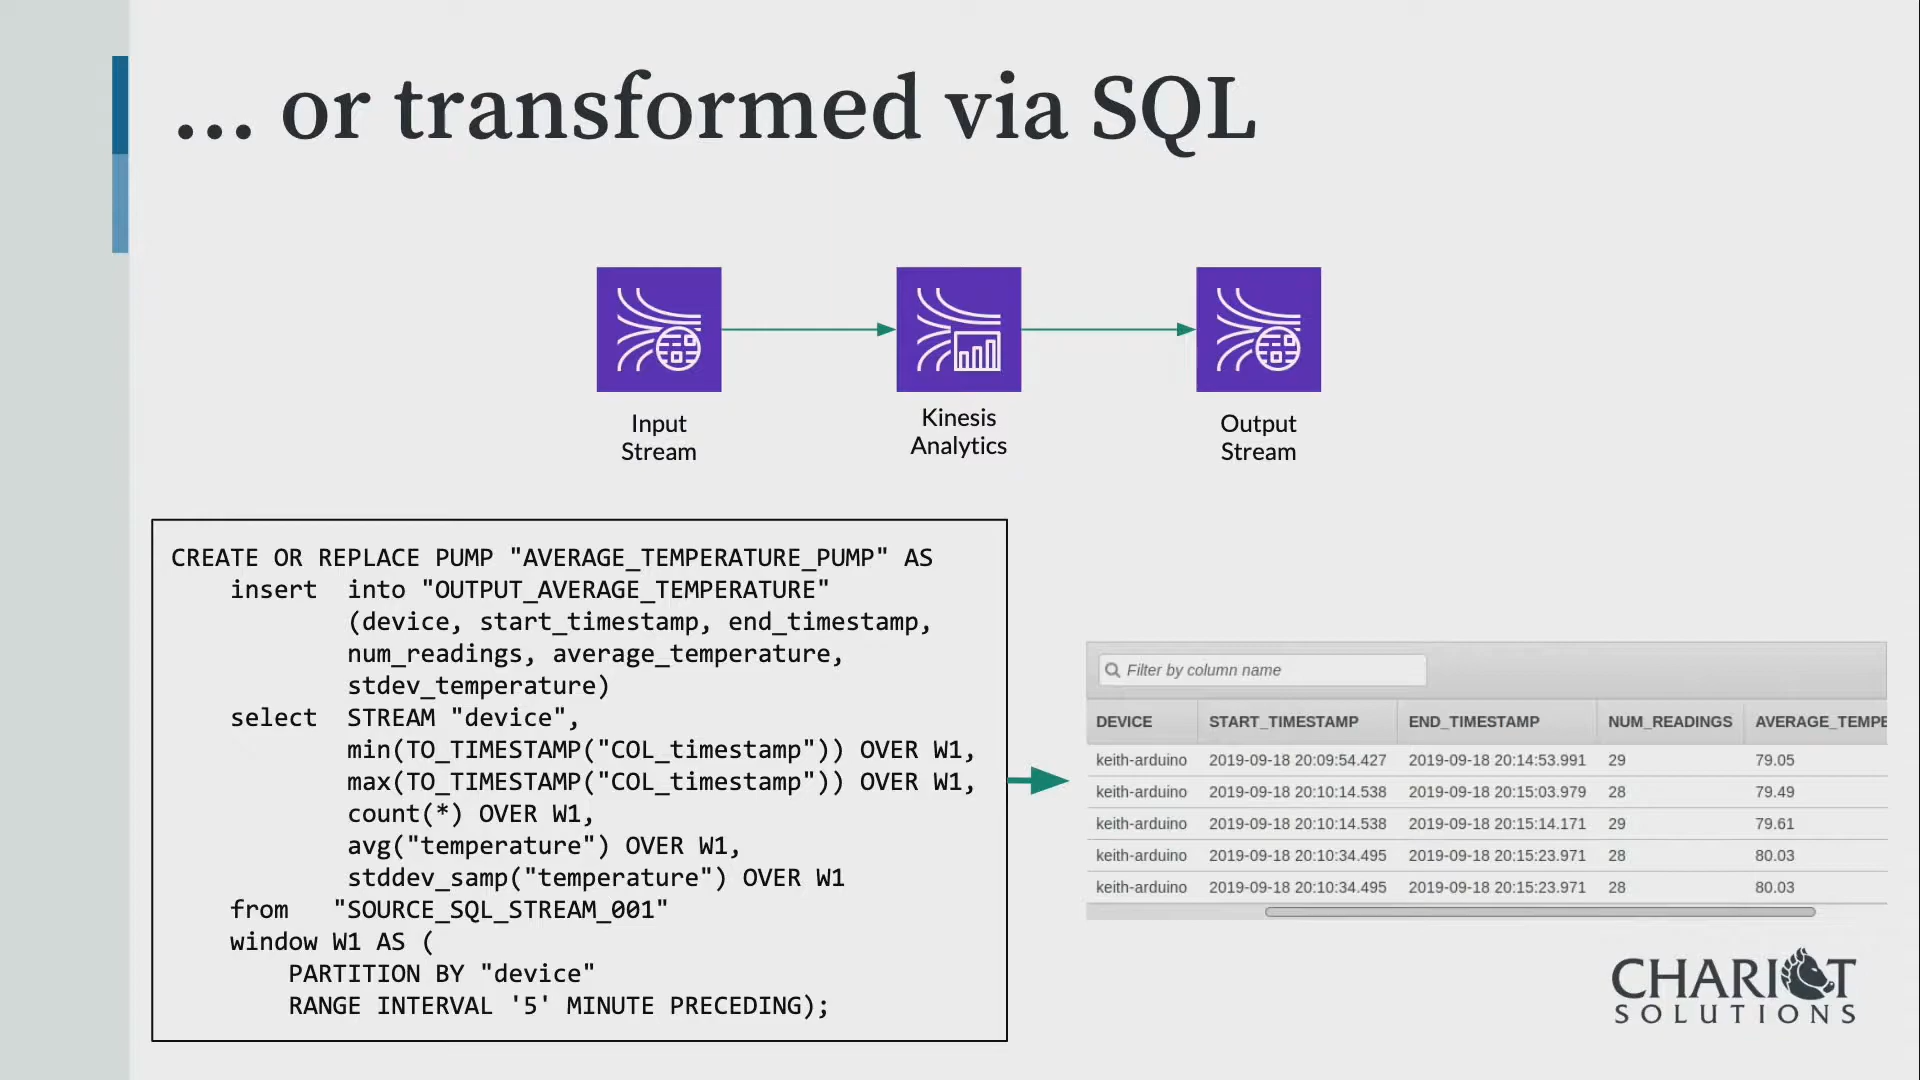 ... or transformed via SQL
Input
Stream
Kinesis
Analytics
Output
Stream
CREATE OR REPLACE PUMP "AVERAGE_TEMPERATURE_PUMP" AS
insert into "OUTPUT_AVERAGE_TEMPERATURE"
(device, start_timestamp, end_timestamp,
num_readings, average_temperature,
stdev_temperature)
select STREAM "device",
min(TO_TIMESTAMP("COL_timestamp")) OVER W1,
max(TO_TIMESTAMP("COL_timestamp")) OVER W1,
count(*) OVER W1,
avg("temperature") OVER W1,
stddev_samp("temperature") OVER W1
from "SOURCE_SQL_STREAM_001"
window W1 AS (
PARTITION BY "device"
RANGE INTERVAL '5' MINUTE PRECEDING);
Filter by column name
DEVICE START_TIMESTAMP END_TIMESTAMP NUM_READINGS AVERAGE_TEMPE
keith-arduino 2019-09-18 20:09:54.427 2019-09-18 20:14:53.991 29 79.05
keith-arduino 2019-09-18 20:10:14.538 2019-09-18 20:15:03.979 28 79.49
keith-arduino 2019-09-18 20:10:14.538 2019-09-18 20:15:14.171 29 79.61
keith-arduino 2019-09-18 20:10:34.495 2019-09-18 20:15:23.971 28 80.03
keith-arduino 2019-09-18 20:10:34.495 2019-09-18 20:15:23.971 28 80.03
CHARIOT
SOLUTIONS